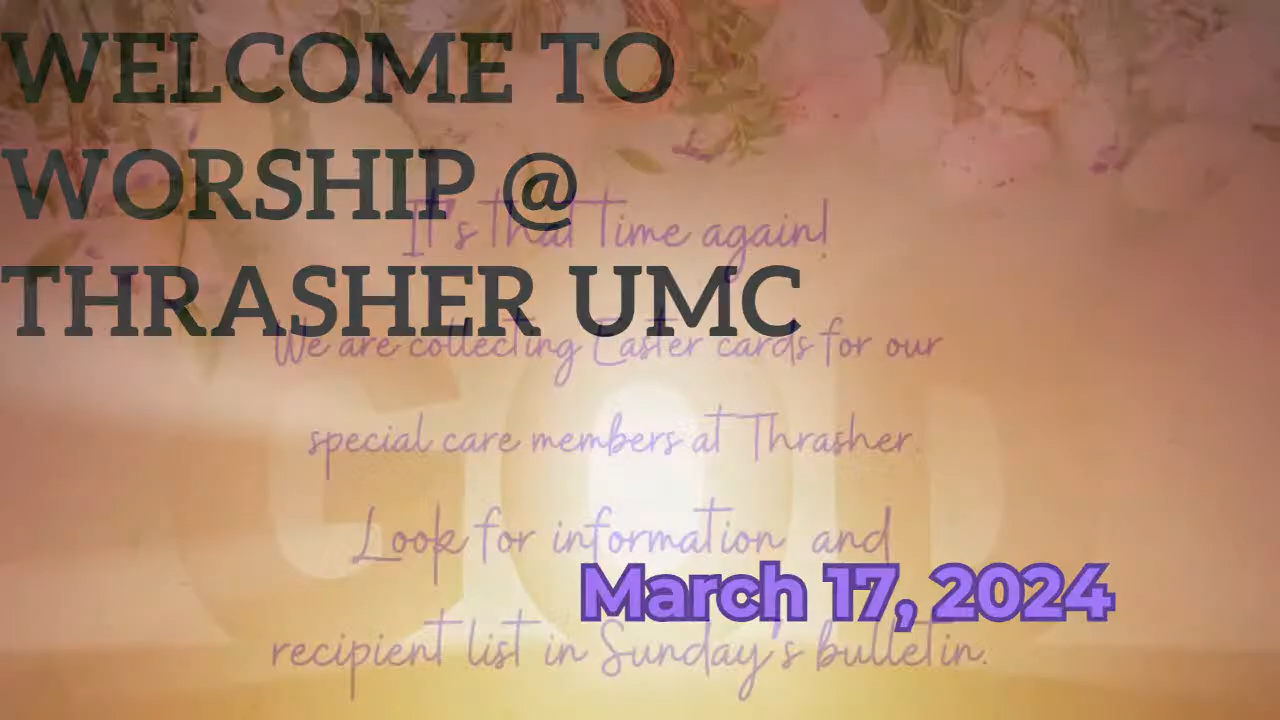 WELCOME TO
WORSHIP @
THRASHER UMC
It's that time again!
We are collecting Easter cards for our
special care members at Thrasher.
Look for information and
recipient list in Sunday's bulletin.
GOD
March 17, 2024